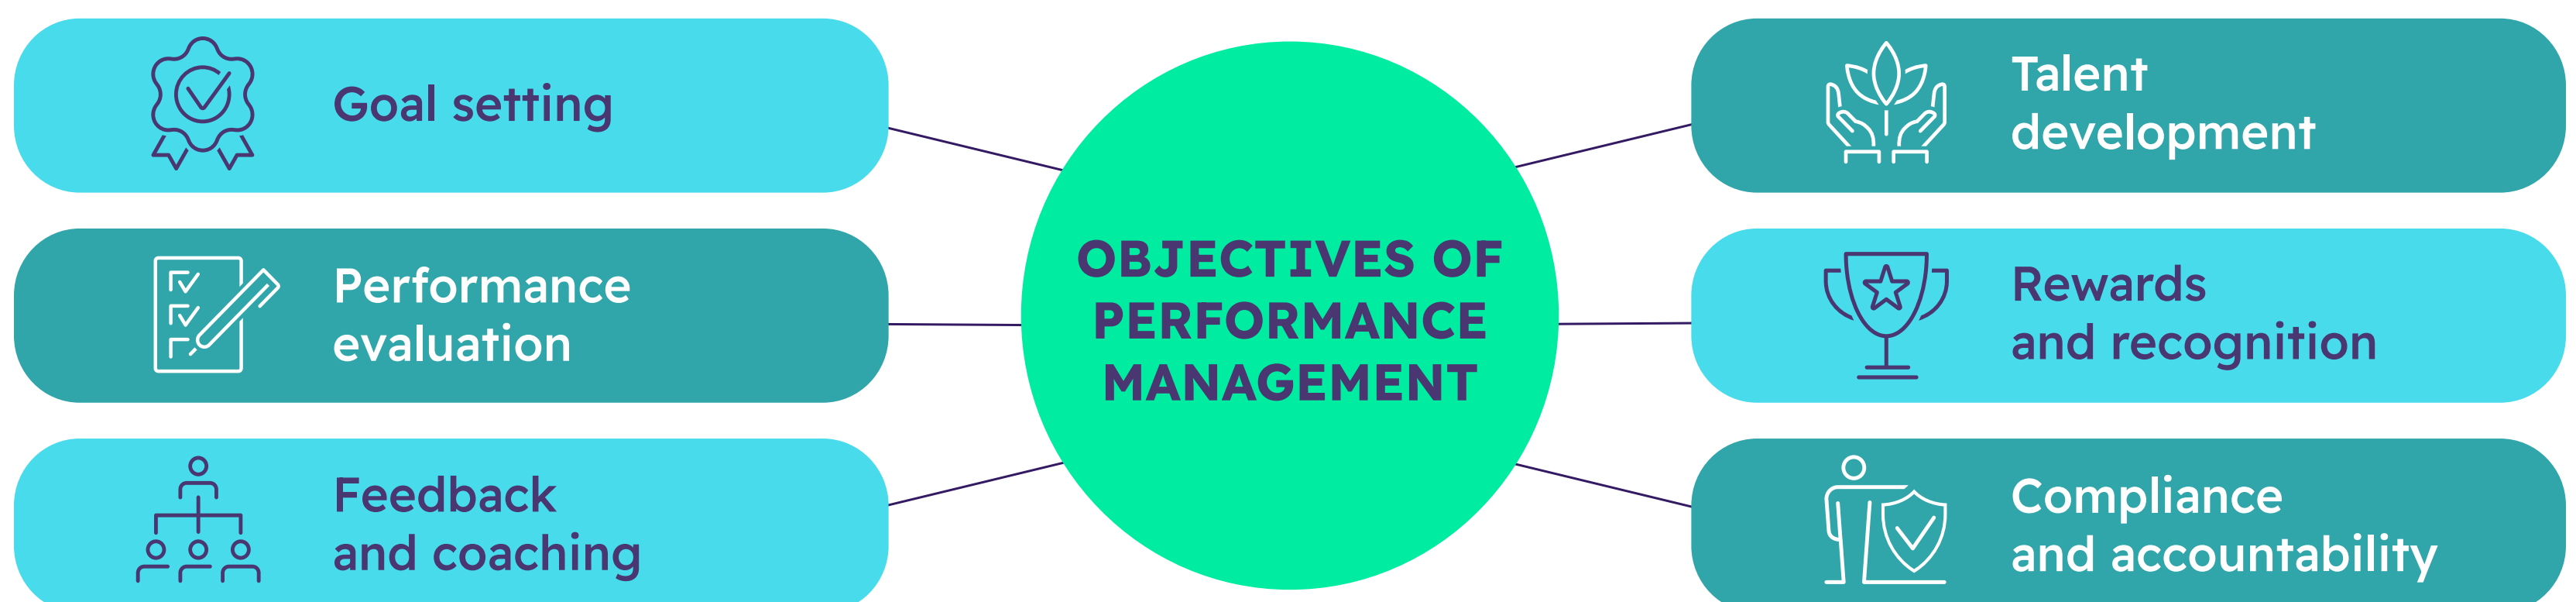 Goal setting
Performance
evaluation
Feedback
and coaching
OBJECTIVES OF
PERFORMANCE
MANAGEMENT
Talent
development
Rewards
and recognition
Compliance
and accountability